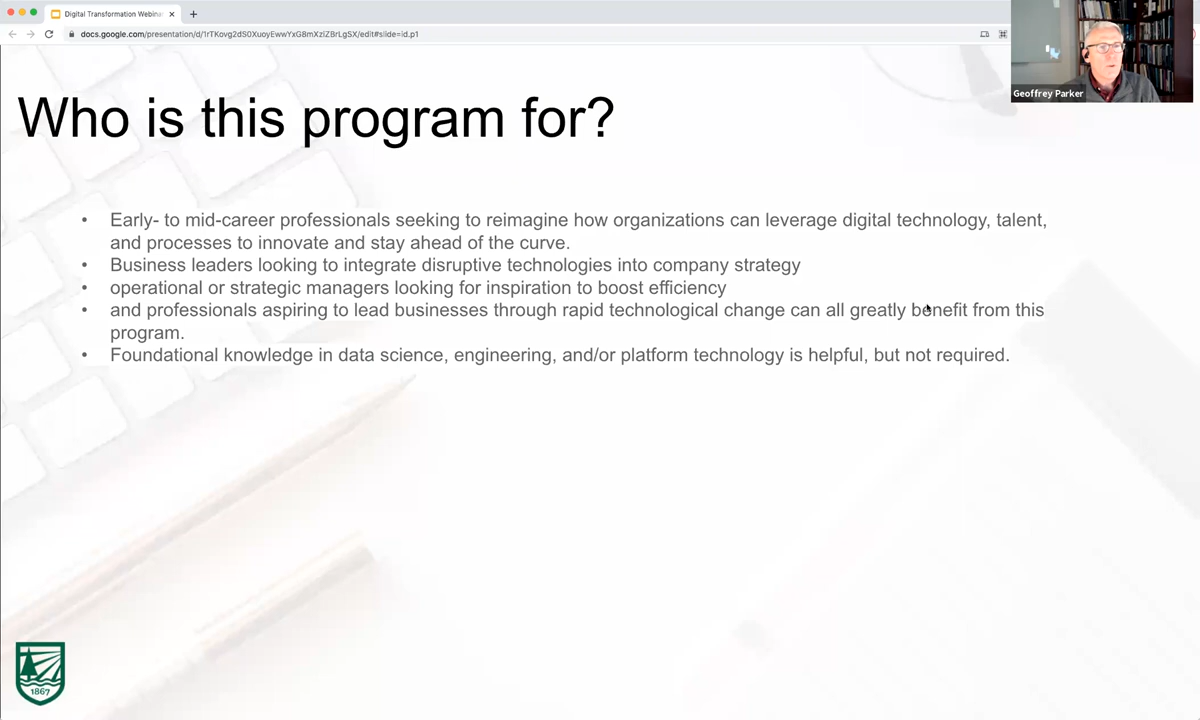 Digital Transformation Webina
docs.google.com/presentation/d/1rTKovg2dS0XuoyEwwYxG8mXziZBrLgSX/edit#slide=id.p1
Geoffrey Parker
Who is this program for?
• Early- to mid-career professionals seeking to reimagine how organizations can leverage digital technology, talent,
and processes to innovate and stay ahead of the curve.
• Business leaders looking to integrate disruptive technologies into company strategy
• operational or strategic managers looking for inspiration to boost efficiency
• and professionals aspiring to lead businesses through rapid technological change can all greatly benefit from this
program.
• Foundational knowledge in data science, engineering, and/or platform technology is helpful, but not required.
1867